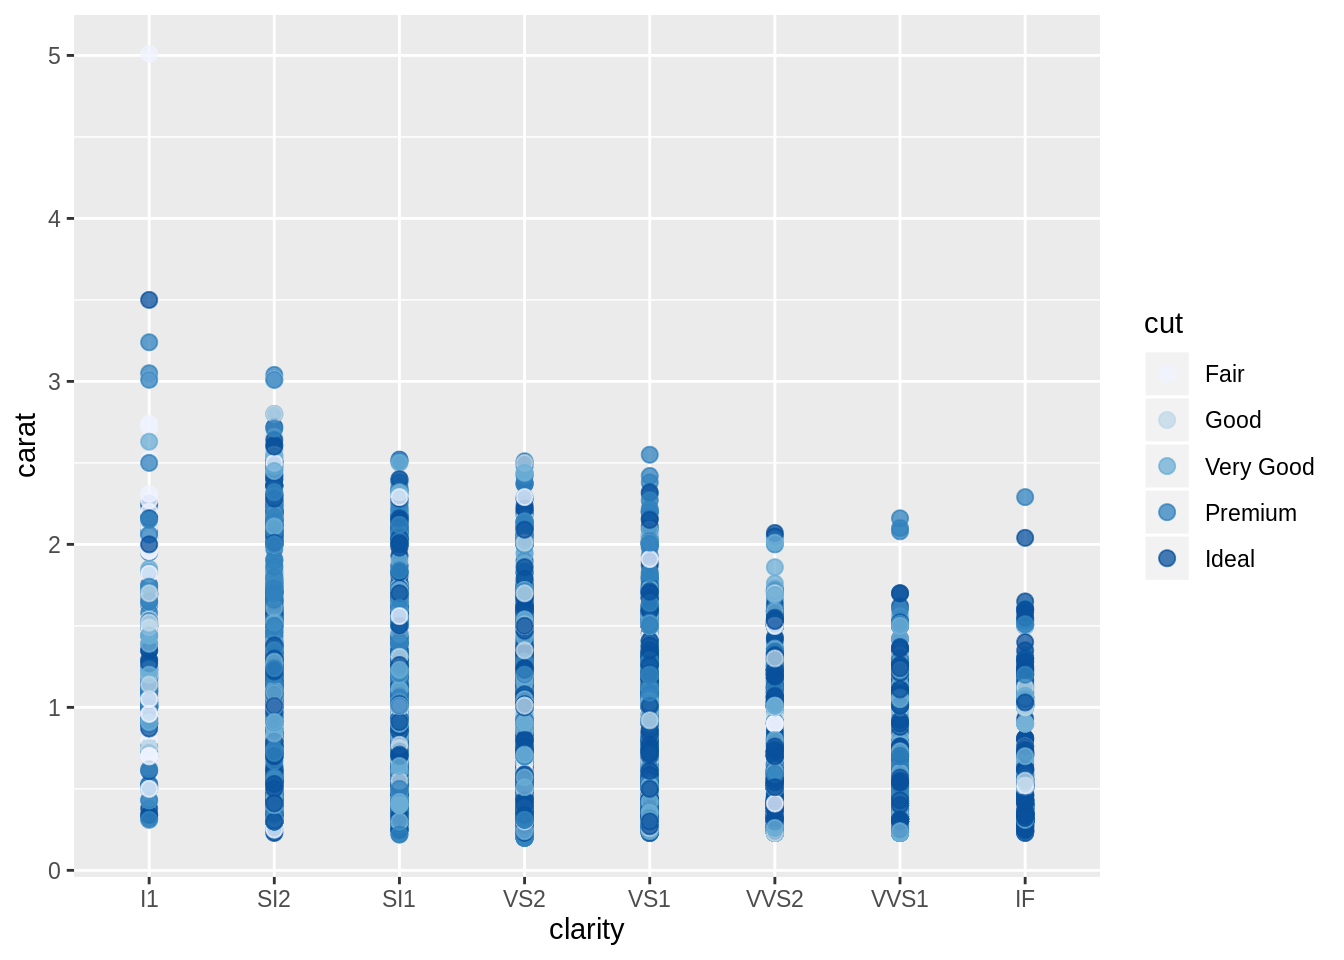 5
4
3
2
1
0
carat
I1 SI2 SI1 VS2 VS1 VVS2 VVS1 IF
clarity
cut
Fair
Good
Very Good
Premium
Ideal